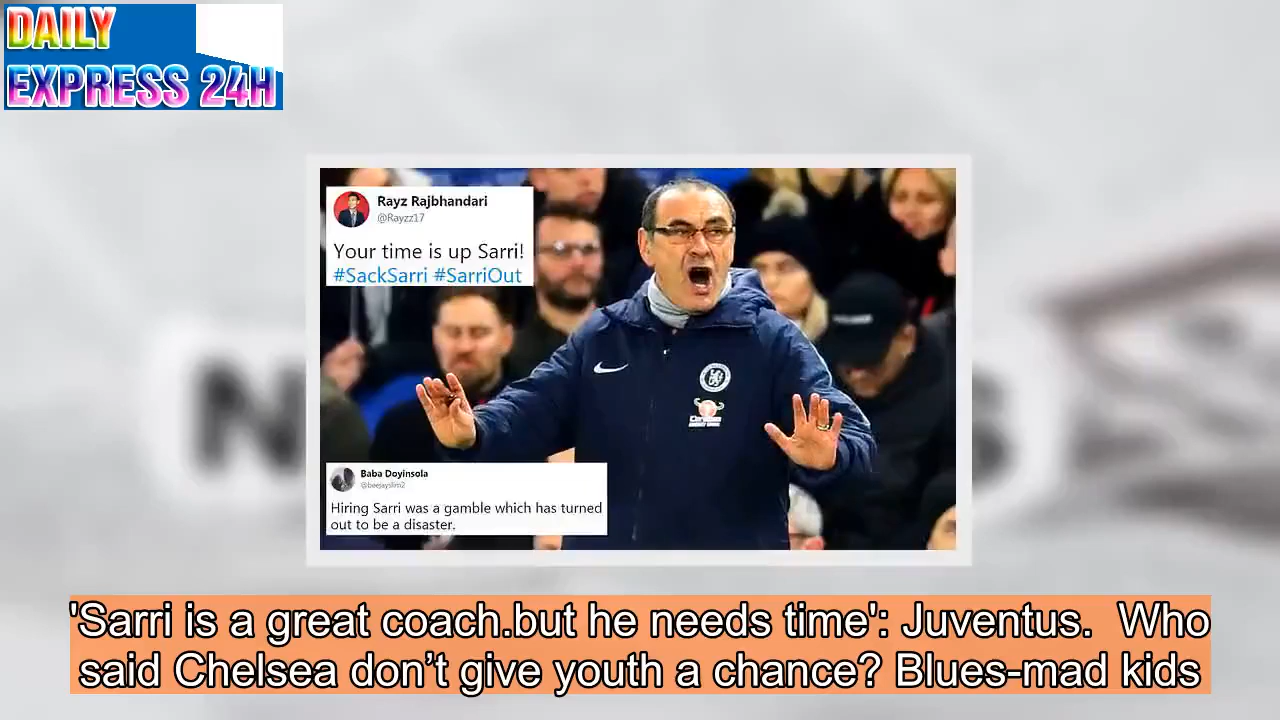 DAILY
EXPRESS 24H
Rayz Rajbhandari
@Rayzz17
Your time is up Sarri!
#SackSarri #SarriOut
Baba Doyinsola
@beejayslim2
Hiring Sarri was a gamble which has turned
out to be a disaster.
'Sarri is a great coach.but he needs time': Juventus.  Who
said Chelsea don’t give youth a chance? Blues-mad kids